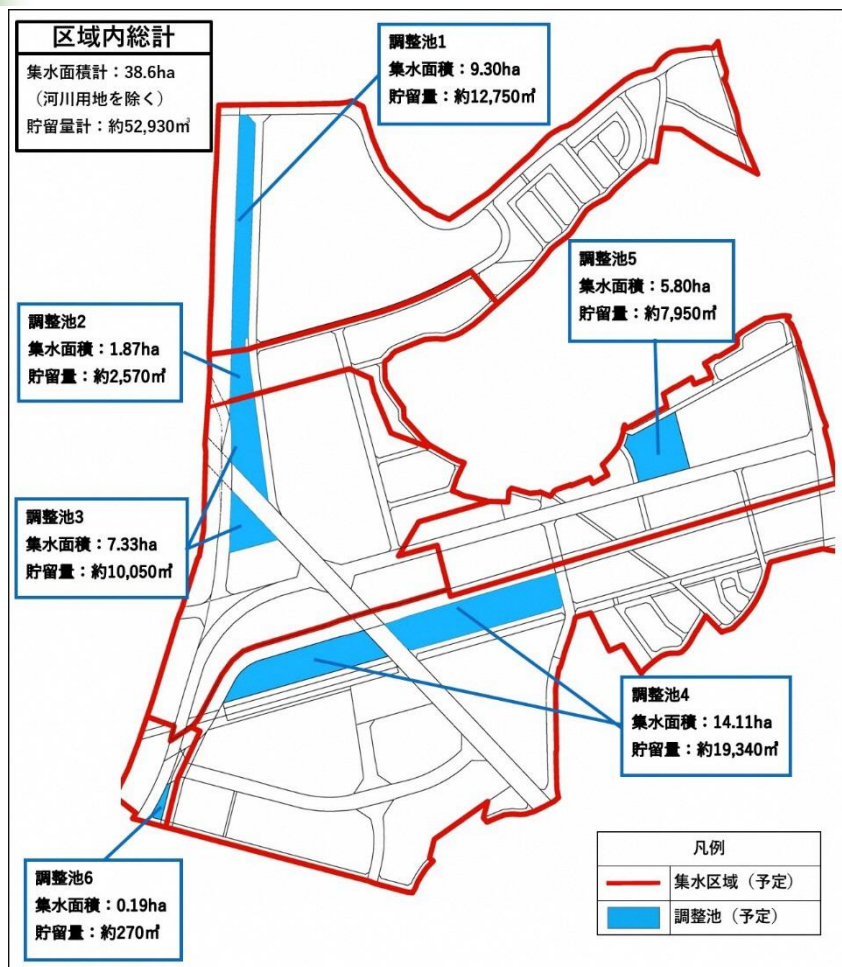 区域内総計
集水面積計：38.6ha
（河川用地を除く）
貯留量計：約52,930㎥
調整池1
集水面積：9.30ha
貯留量：約12,750㎥
調整池5
集水面積：5.80ha
貯留量：約7,950㎥
調整池2
集水面積：1.87ha
貯留量：約2,570㎥
調整池3
集水面積：7.33ha
貯留量：約10,050㎥
調整池4
集水面積：14.11ha
貯留量：約19,340㎥
調整池6
集水面積：0.19ha
貯留量：約270㎥
凡例
集水区域（予定）
調整池（予定）